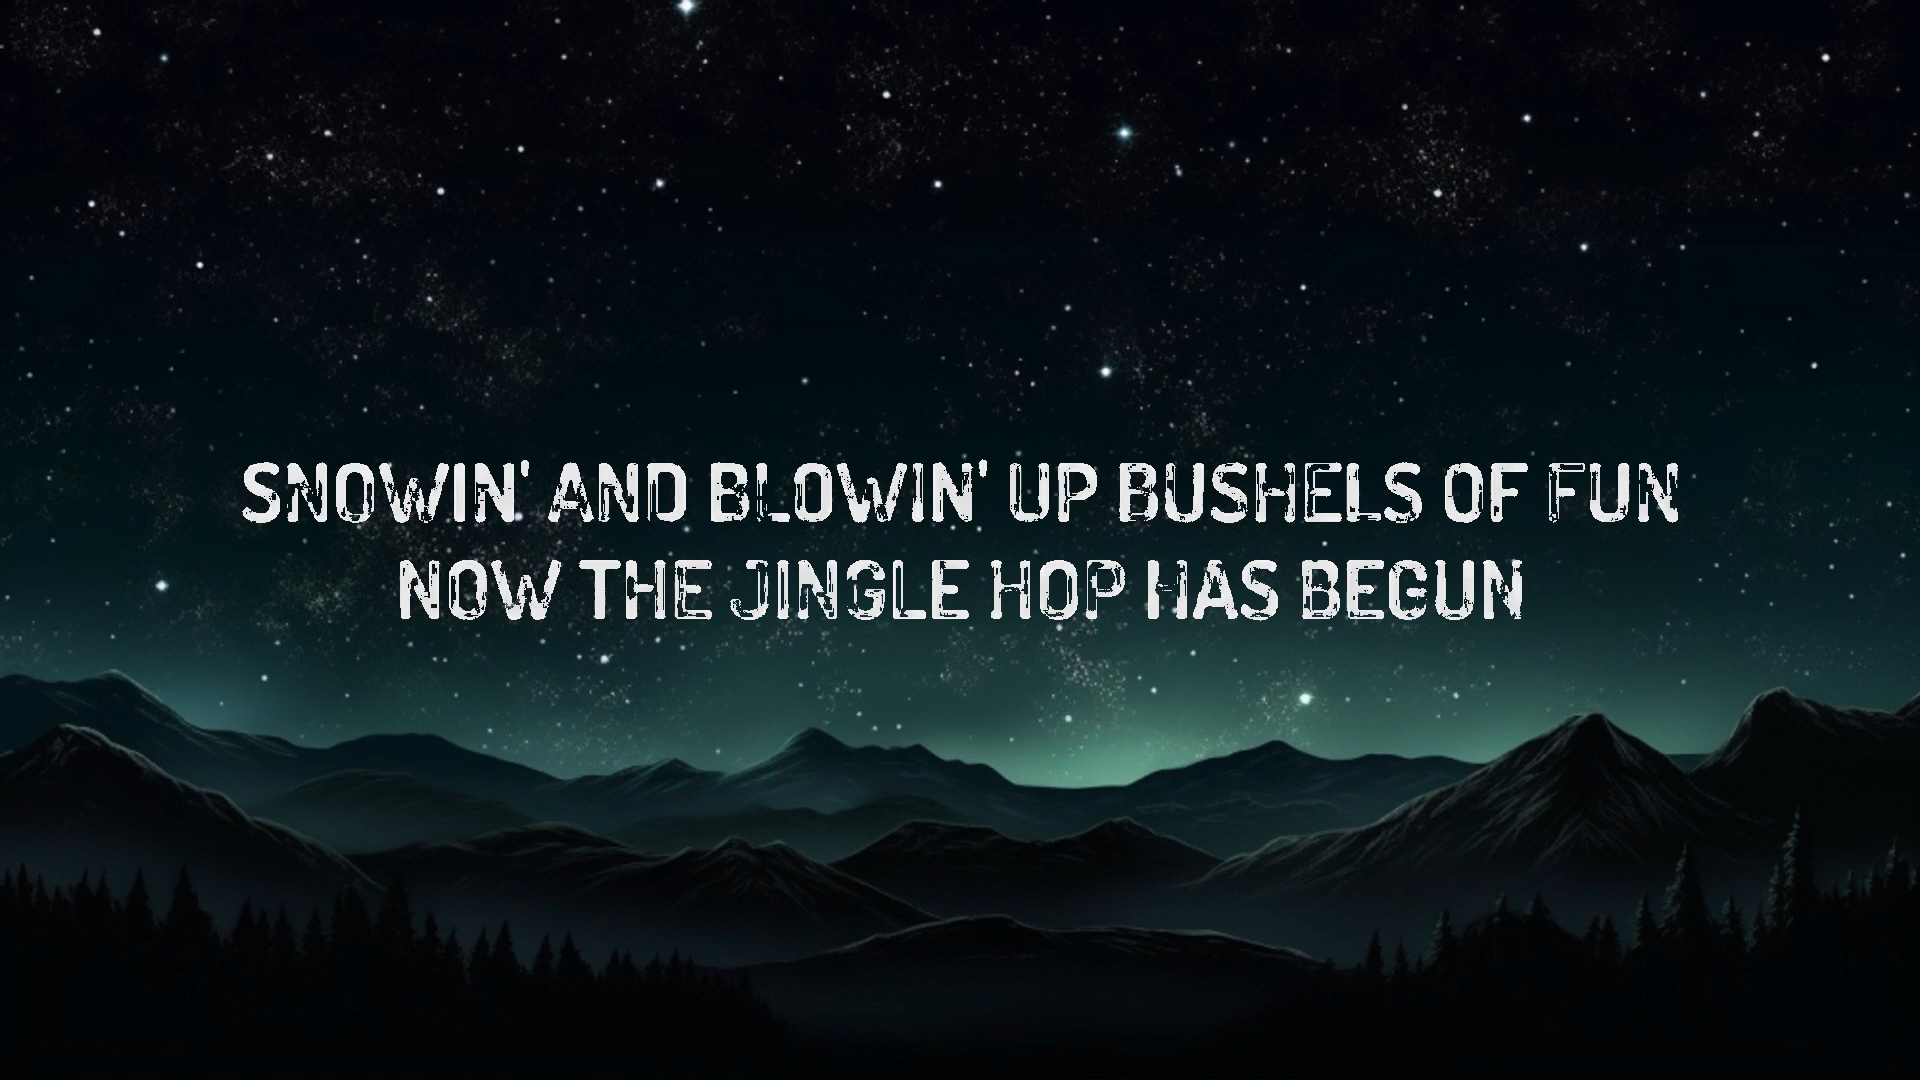 SNOWIN' AND BLOWIN' UP BUSHELS OF FUN
NOW THE JINGLE HOP HAS BEGUN